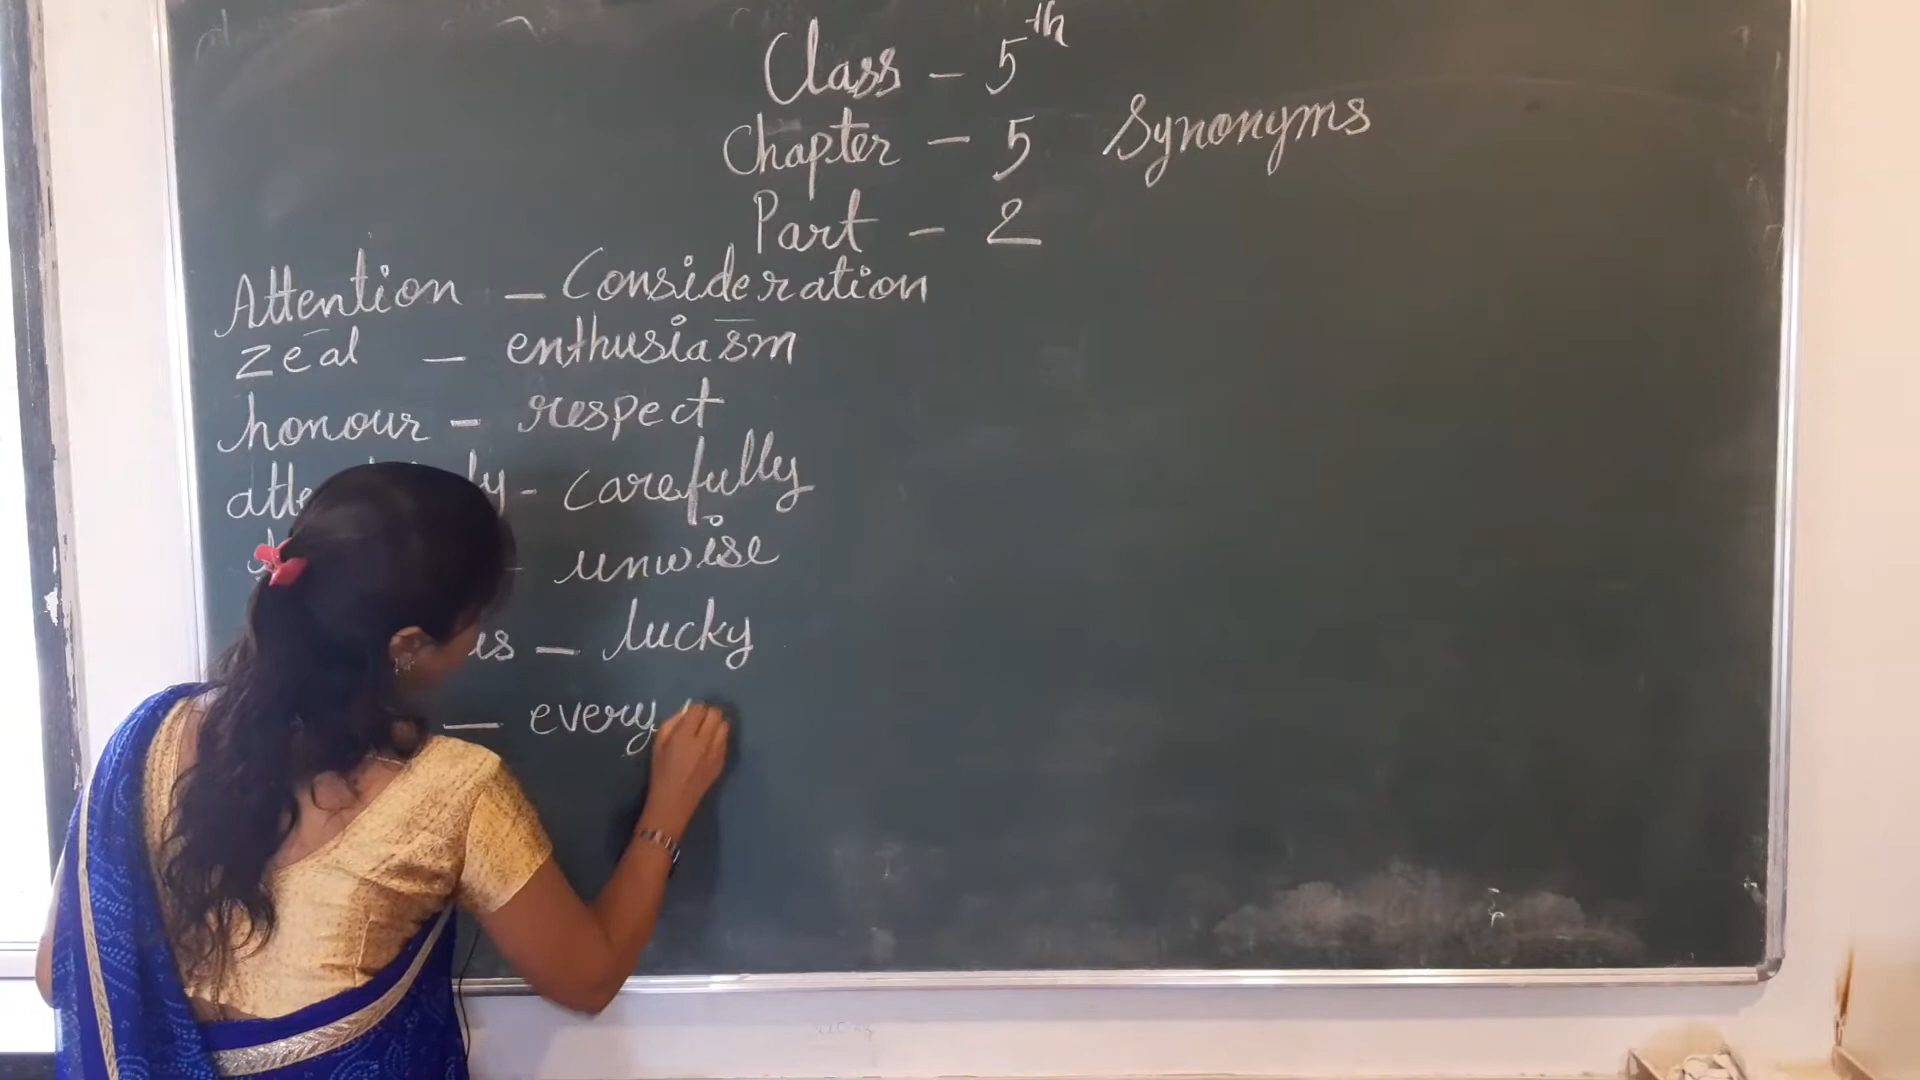 Class - 5th
Chapter - 5 Synonyms
Part - 2
Attention - Consideration
zeal - enthusiasm
honour - respect
- carefully
- unwise
- lucky
- every